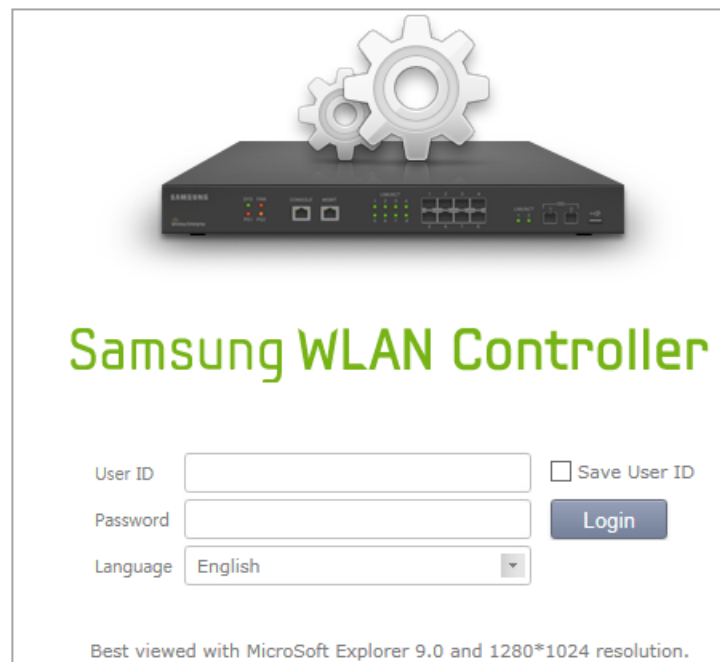 SAMSUNG
CONSOLE MGMT
Samsung WLAN Controller
User ID
Save User ID
Password
Login
Language English
Best viewed with MicroSoft Explorer 9.0 and 1280*1024 resolution.